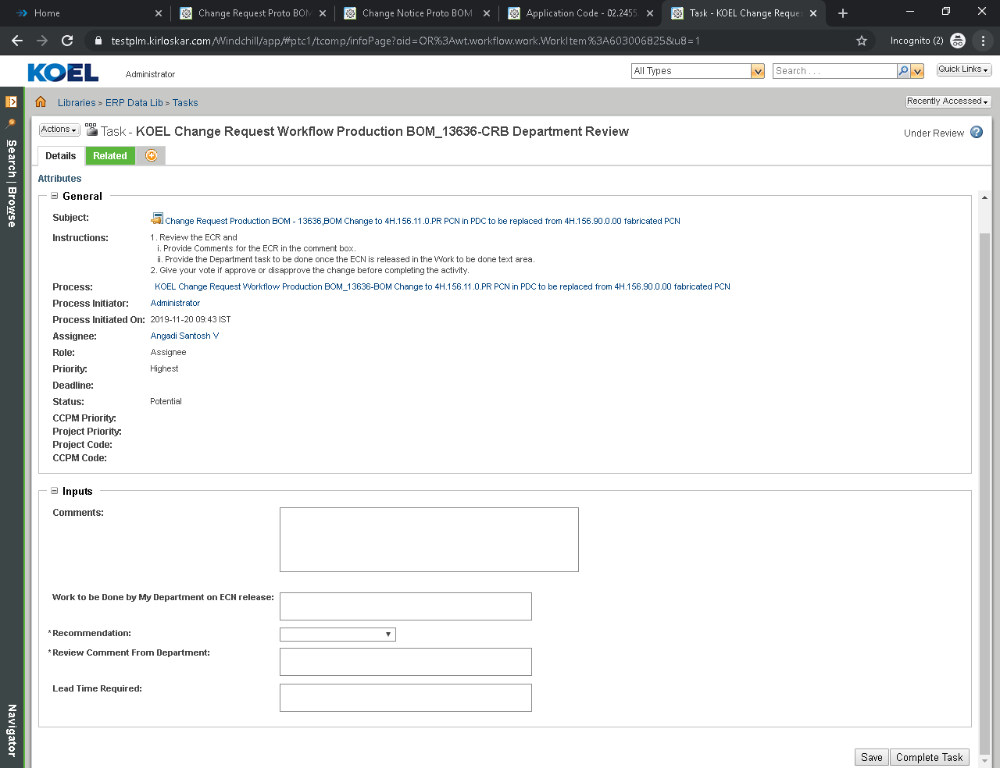 Home
Change Request Proto BOM
Change Notice Proto BOM
Application Code - 02.2455.
Task - KOEL Change Reques
testplm.kirloskar.com/Windchill/app/#ptc1/tcomp/infoPage?oid=OR%3Awt.workflow.work.WorkItem%3A603006825&u8=1
Incognito (2)
KOEL
Administrator
All Types
Search . . .
Quick Links
Libraries > ERP Data Lib > Tasks
Recently Accessed
Search | Browse
Navigator
Actions
Task - KOEL Change Request Workflow Production BOM_13636-CRB Department Review
Under Review
Details
Related
Attributes
General
Subject: Change Request Production BOM - 13636,BOM Change to 4H.156.11.0.PR PCN in PDC to be replaced from 4H.156.90.0.00 fabricated PCN
Instructions: 1. Review the ECR and
i. Provide Comments for the ECR in the comment box.
ii. Provide the Department task to be done once the ECN is released in the Work to be done text area.
2. Give your vote if approve or disapprove the change before completing the activity.
Process: KOEL Change Request Workflow Production BOM_13636-BOM Change to 4H.156.11.0.PR PCN in PDC to be replaced from 4H.156.90.0.00 fabricated PCN
Process Initiator: Administrator
Process Initiated On: 2019-11-20 09:43 IST
Assignee: Angadi Santosh V
Role: Assignee
Priority: Highest
Deadline:
Status: Potential
CCPM Priority:
Project Priority:
Project Code:
CCPM Code:
Inputs
Comments:
Work to be Done by My Department on ECN release:
*Recommendation:
*Review Comment From Department:
Lead Time Required:
Save
Complete Task